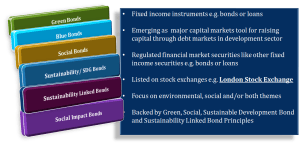 Green Bonds
Blue Bonds
Social Bonds
Sustainability/ SDG Bonds
Sustainability Linked Bonds
Social Impact Bonds
• Fixed income instruments e.g. bonds or loans
• Emerging as major capital markets tool for raising
capital through debt markets in development sector
• Regulated financial market securities like other fixed
income securities e.g. bonds or loans
• Listed on stock exchanges e.g. London Stock Exchange
• Focus on environmental, social and/or both themes
• Backed by Green, Social, Sustainable Development Bond
and Sustainability Linked Bond Principles